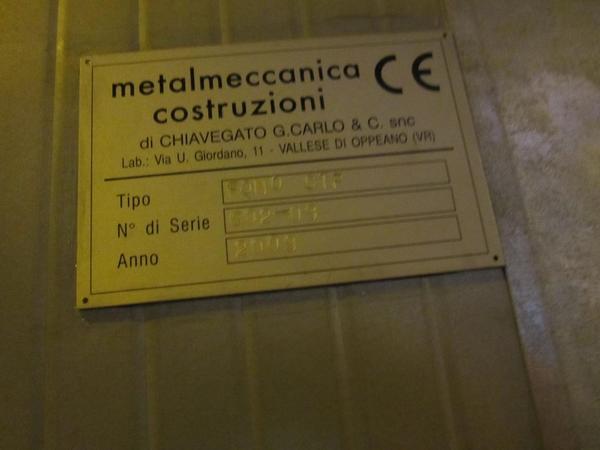 metalmeccanica CE
costruzioni
di CHIAVEGATO G.CARLO & C. snc
Lab.: Via U. Giordano, 11 - VALLESE DI OPPEANO (VR)
Tipo
N° di Serie
Anno 2003